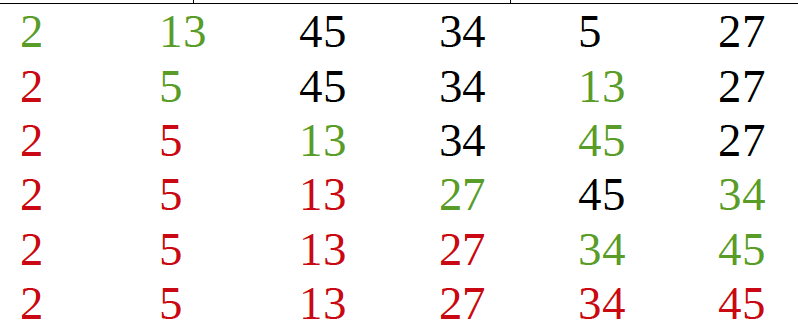 2 13 45 34 5 27
2 5 45 34 13 27
2 5 13 34 45 27
2 5 13 27 45 34
2 5 13 27 34 45
2 5 13 27 34 45